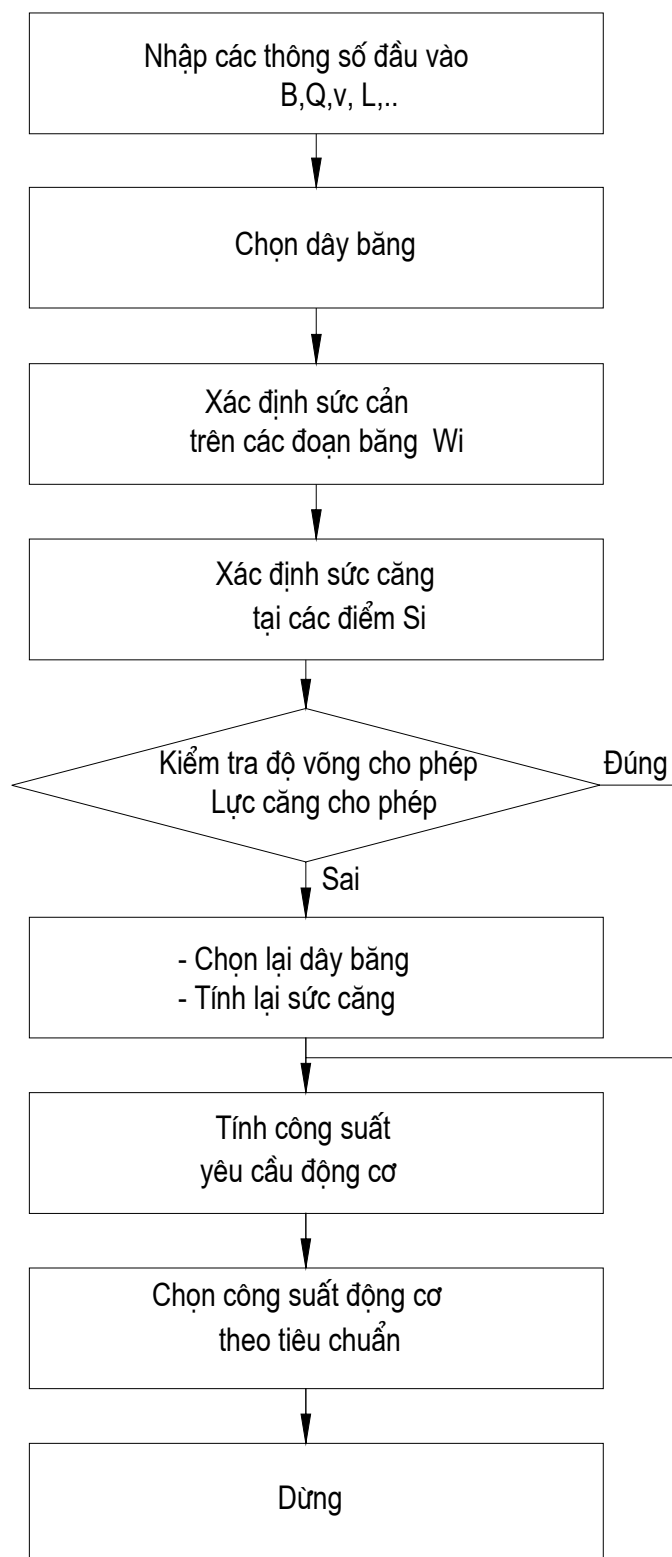 Nhập các thông số đầu vào
B,Q,v, L,..
Chọn dây băng
Xác định sức cản
trên các đoạn băng Wi
Xác định sức căng
tại các điểm Si
Kiểm tra độ võng cho phép
Lực căng cho phép
Đúng
Sai
- Chọn lại dây băng
- Tính lại sức căng
Tính công suất
yêu cầu động cơ
Chọn công suất động cơ
theo tiêu chuẩn
Dừng